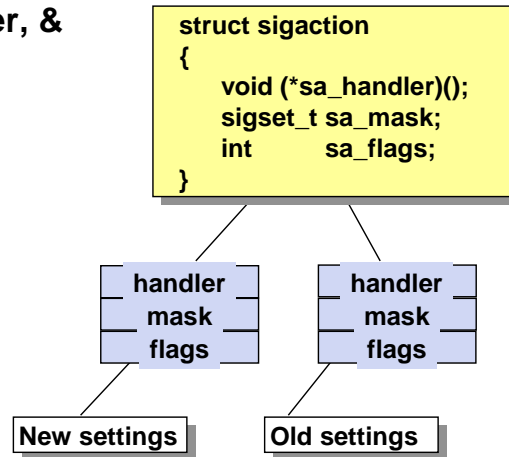 er, &
struct sigaction
{
void (*sa_handler)();
sigset_t sa_mask;
int sa_flags;
}
handler
mask
flags
handler
mask
flags
New settings
Old settings